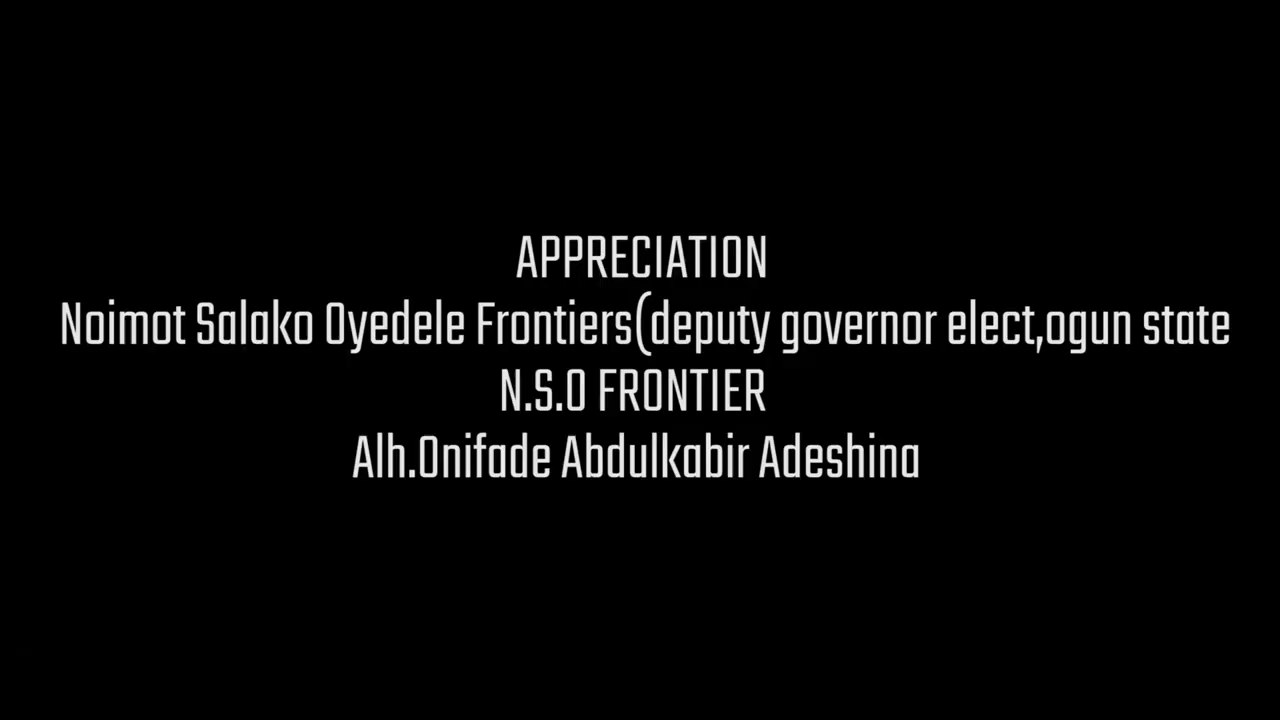 APPRECIATION
Noimot Salako Oyedele Frontiers(deputy governor elect,ogun state
N.S.O FRONTIER
Alh.Onifade Abdulkabir Adeshina